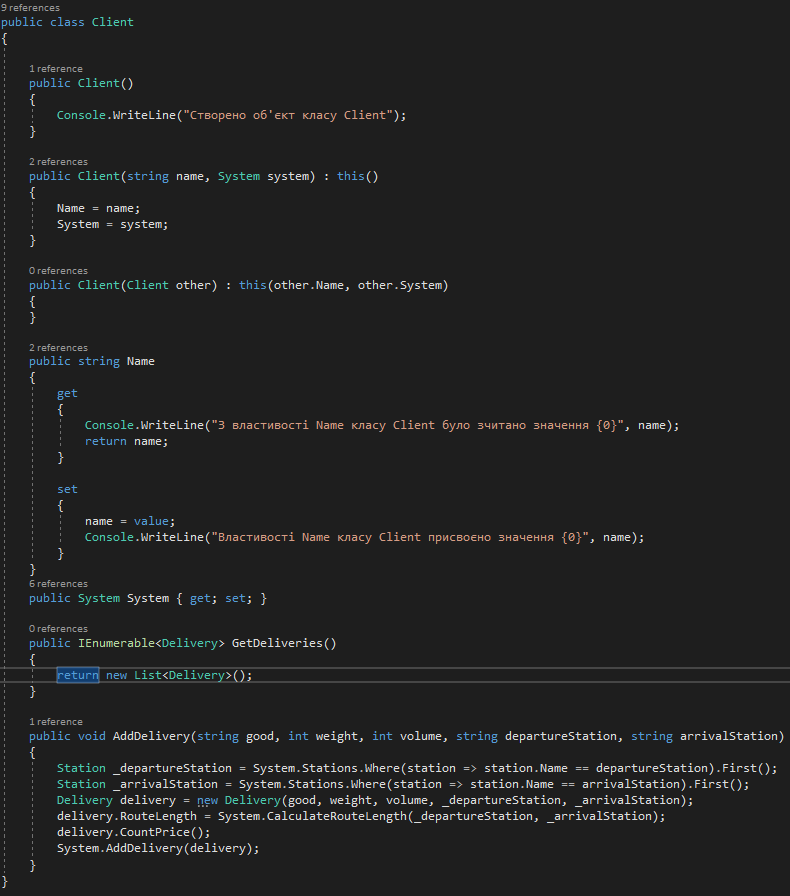 9 references
public class Client
{
1 reference
public Client()
{
Console.WriteLine("Створено об'єкт класу Client");
}
2 references
public Client(string name, System system) : this()
{
Name = name;
System = system;
}
0 references
public Client(Client other) : this(other.Name, other.System)
{
}
2 references
public string Name
{
get
{
Console.WriteLine("З властивості Name класу Client було зчитано значення {0}", name);
return name;
}
set
{
name = value;
Console.WriteLine("Властивості Name класу Client присвоєно значення {0}", name);
}
}
6 references
public System System { get; set; }
0 references
public IEnumerable<Delivery> GetDeliveries()
{
return new List<Delivery>();
}
1 reference
public void AddDelivery(string good, int weight, int volume, string departureStation, string arrivalStation)
{
Station _departureStation = System.Stations.Where(station => station.Name == departureStation).First();
Station _arrivalStation = System.Stations.Where(station => station.Name == arrivalStation).First();
Delivery delivery = new Delivery(good, weight, volume, _departureStation, _arrivalStation);
delivery.RouteLength = System.CalculateRouteLength(_departureStation, _arrivalStation);
delivery.CountPrice();
System.AddDelivery(delivery);
}
}